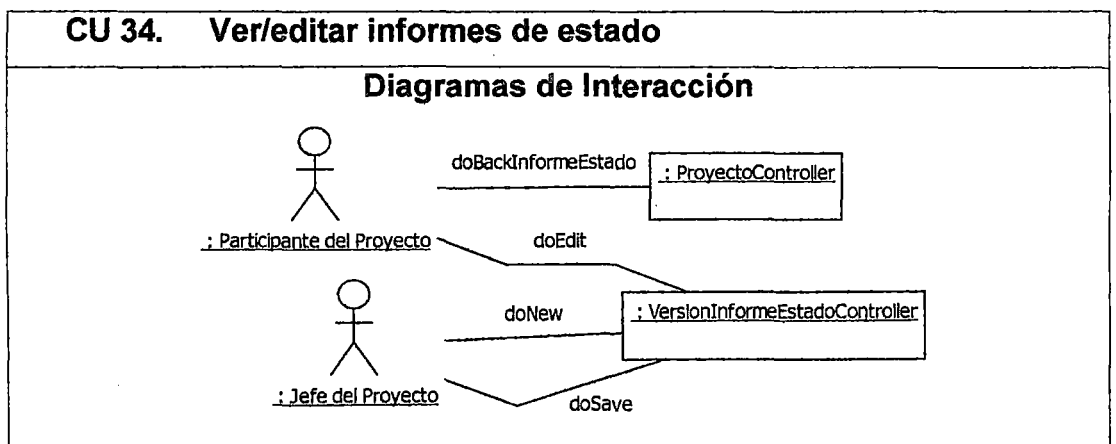 CU 34. Ver/editar informes de estado
Diagramas de Interacción
doBackInformeEstado
: ProyectoController
: Participante del Proyecto
doEdit
doNew
: VersionInformeEstadoController
: Jefe del Proyecto
doSave